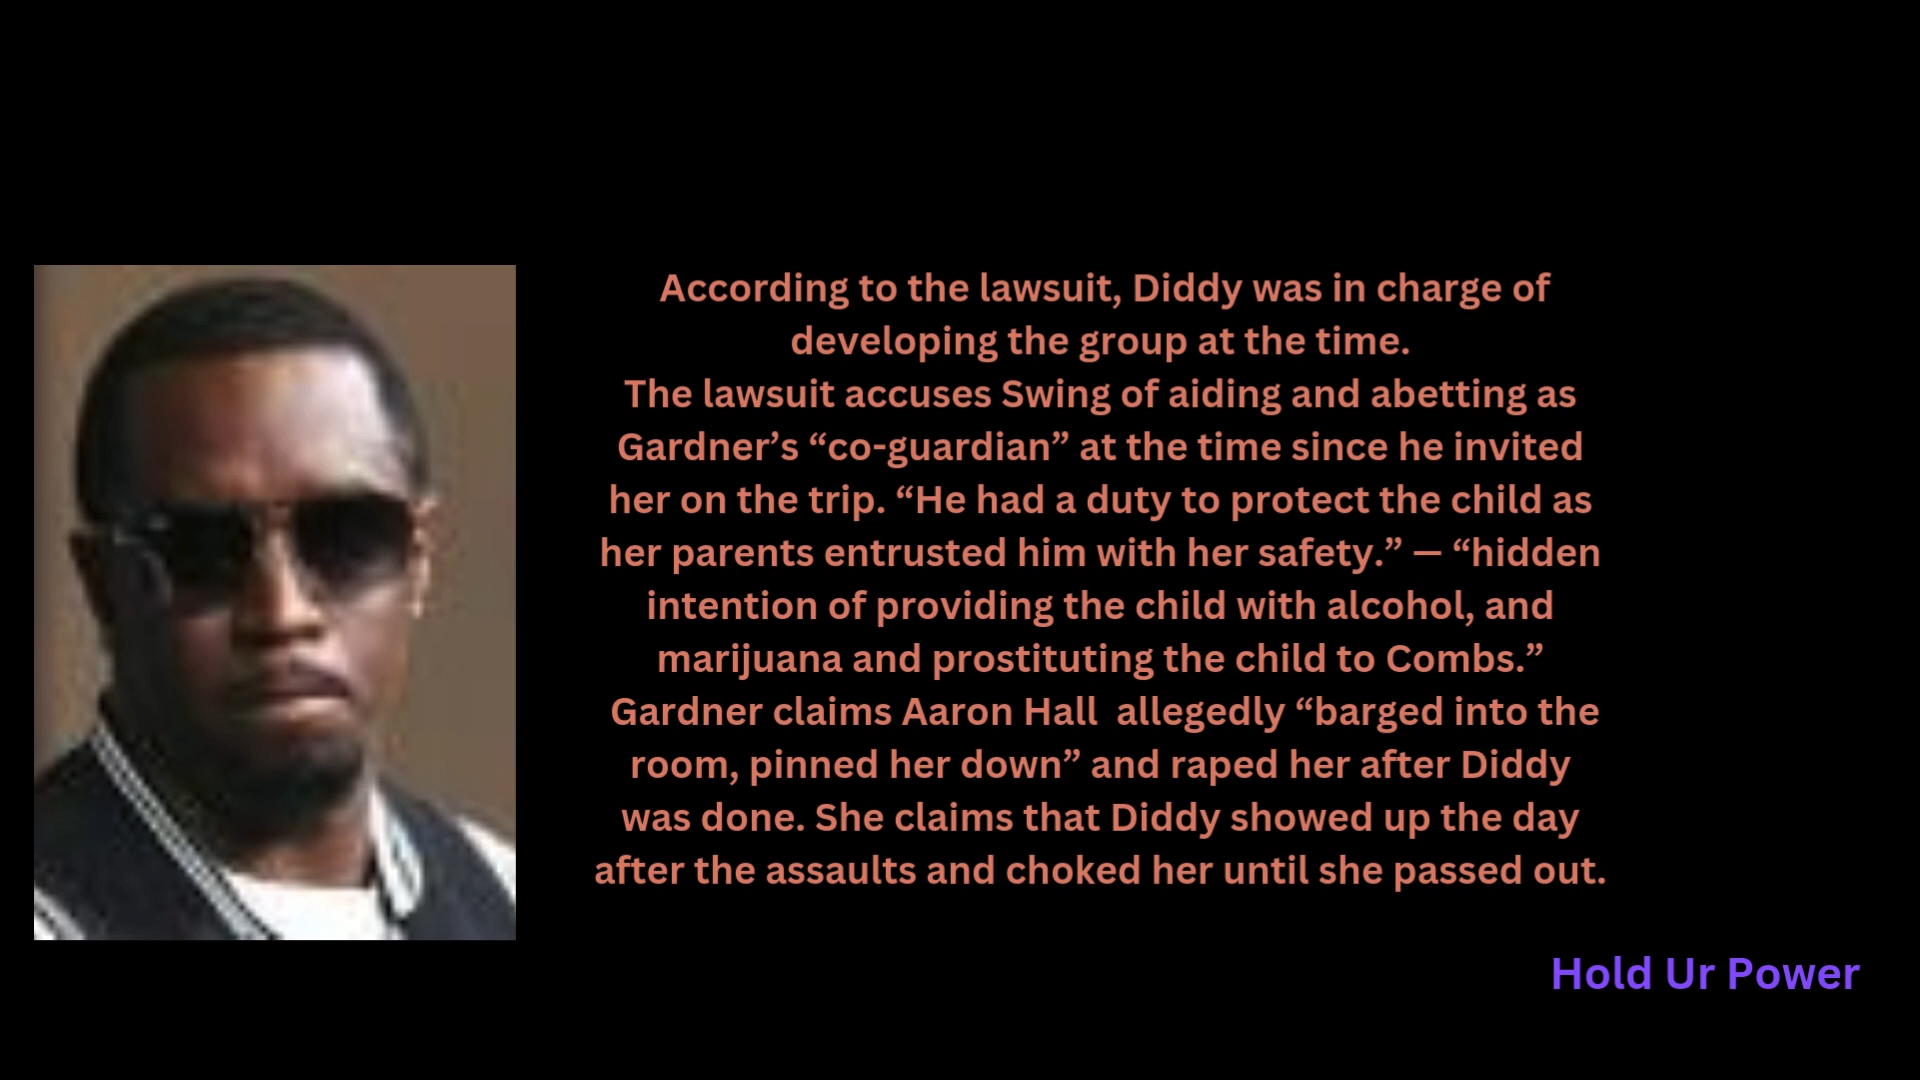 According to the lawsuit, Diddy was in charge of
developing the group at the time.
The lawsuit accuses Swing of aiding and abetting as
Gardner’s “co-guardian” at the time since he invited
her on the trip. “He had a duty to protect the child as
her parents entrusted him with her safety.” — “hidden
intention of providing the child with alcohol, and
marijuana and prostituting the child to Combs.”
Gardner claims Aaron Hall  allegedly “barged into the
room, pinned her down” and raped her after Diddy
was done. She claims that Diddy showed up the day
after the assaults and choked her until she passed out.
Hold Ur Power